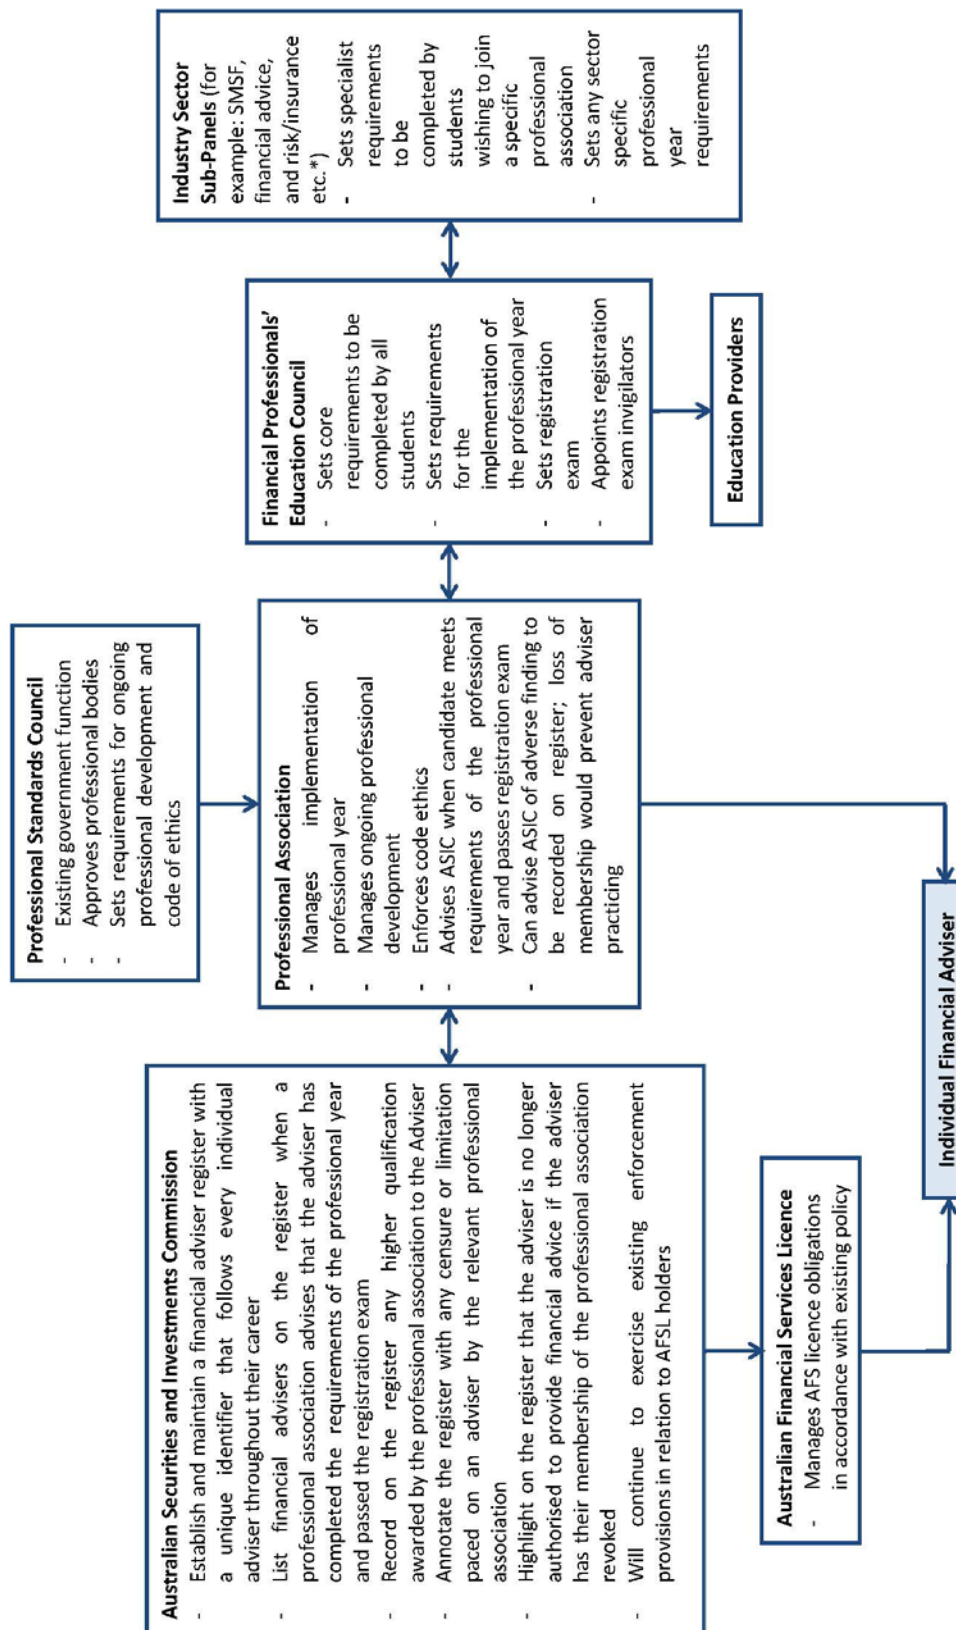 Professional Standards Council
- Existing government function
- Approves professional bodies
- Sets requirements for ongoing
professional development and
code of ethics
Australian Securities and Investments Commission
- Establish and maintain a financial adviser register with
a unique identifier that follows every individual
adviser throughout their career
- List financial advisers on the register when a
professional association advises that the adviser has
completed the requirements of the professional year
and passed the registration exam
- Record on the register any higher qualification
awarded by the professional association to the Adviser
- Annotate the register with any censure or limitation
paced on an adviser by the relevant professional
association
- Highlight on the register that the adviser is no longer
authorised to provide financial advice if the adviser
has their membership of the professional association
revoked
- Will continue to exercise existing enforcement
provisions in relation to AFSL holders
Professional Association
- Manages implementation of
professional year
- Manages ongoing professional
development
- Enforces code ethics
- Advises ASIC when candidate meets
requirements of the professional
year and passes registration exam
- Can advise ASIC of adverse finding to
be recorded on register; loss of
membership would prevent adviser
practicing
Financial Professionals'
Education Council
- Sets core
requirements to be
completed by all
students
- Sets requirements
for the
implementation of
the professional year
- Sets registration
exam
- Appoints registration
exam invigilators
Industry Sector
Sub-Panels (for
example: SMSF,
financial advice,
and risk/insurance
etc.*)
- Sets specialist
requirements
to be
completed by
students
wishing to join
a specific
professional
association
- Sets any sector
specific
professional
year
requirements
Australian Financial Services Licence
- Manages AFS licence obligations
in accordance with existing policy
Education Providers
Individual Financial Adviser